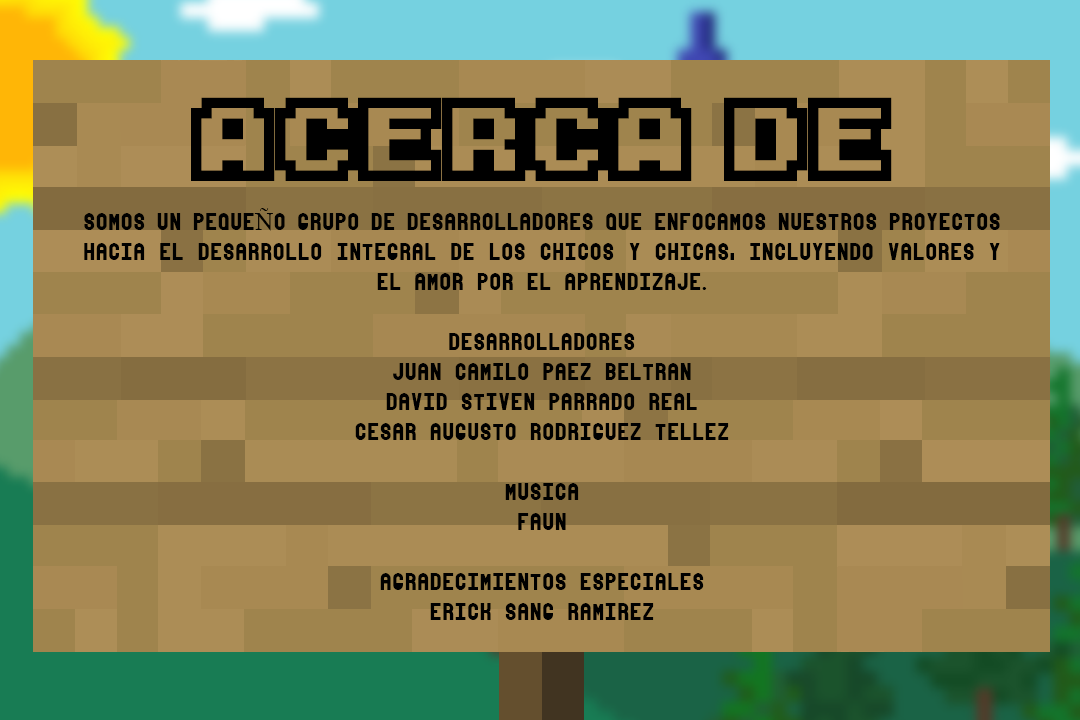 ACERCA DE
SOMOS UN PEQUEÑO GRUPO DE DESARROLLADORES QUE ENFOCAMOS NUESTROS PROYECTOS
HACIA EL DESARROLLO INTEGRAL DE LOS CHICOS Y CHICAS, INCLUYENDO VALORES Y
EL AMOR POR EL APRENDIZAJE.
DESARROLLADORES
JUAN CAMILO PAEZ BELTRAN
DAVID STIVEN PARRADO REAL
CESAR AUGUSTO RODRIGUEZ TELLEZ
MUSICA
FAUN
AGRADECIMIENTOS ESPECIALES
ERICK SANG RAMIREZ